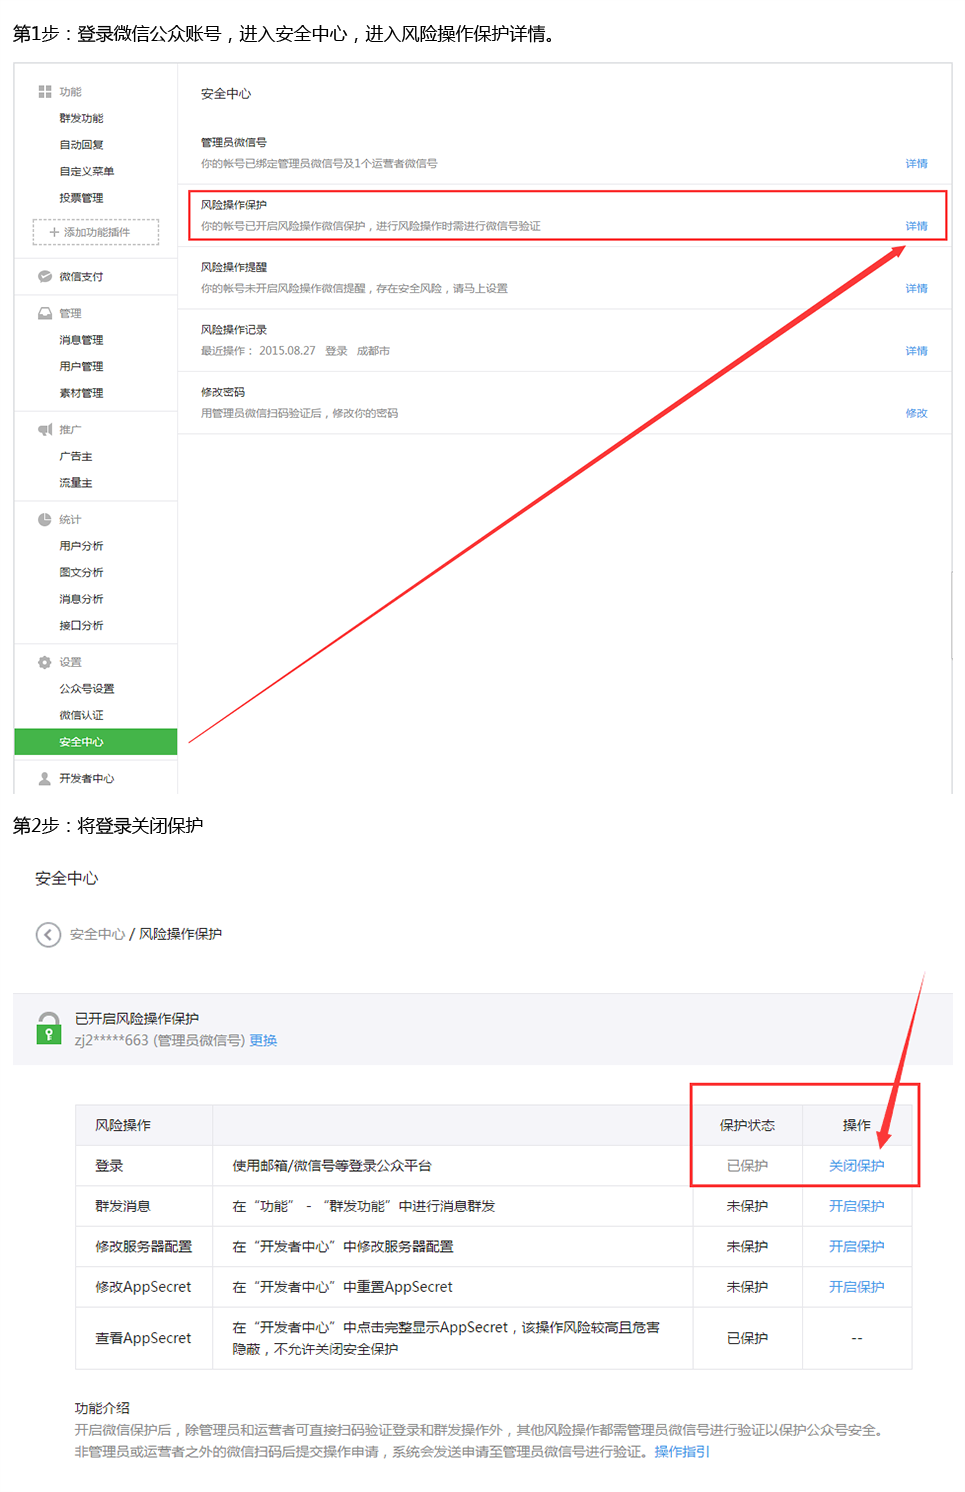 第1步：登录微信公众账号，进入安全中心，进入风险操作保护详情。
功能
群发功能
自动回复
自定义菜单
投票管理
+ 添加功能插件
微信支付
管理
消息管理
用户管理
素材管理
推广
广告主
流量主
统计
用户分析
图文分析
消息分析
接口分析
设置
公众号设置
微信认证
安全中心
开发者中心
安全中心
管理员微信号
你的帐号已绑定管理员微信号及1个运营者微信号 详情
风险操作保护
你的帐号已开启风险操作微信保护，进行风险操作时需进行微信号验证 详情
风险操作提醒
你的帐号未开启风险操作微信提醒，存在安全风险，请马上设置 详情
风险操作记录
最近操作： 2015.08.27 登录 成都市 详情
修改密码
用管理员微信扫码验证后，修改你的密码 修改
第2步：将登录关闭保护
安全中心
安全中心 / 风险操作保护
已开启风险操作保护
zj2*****663 (管理员微信号) 更换
风险操作 保护状态 操作
登录 使用邮箱/微信号等登录公众平台 已保护 关闭保护
群发消息 在“功能” - “群发功能”中进行消息群发 未保护 开启保护
修改服务器配置 在“开发者中心”中修改服务器配置 未保护 开启保护
修改AppSecret 在“开发者中心”中重置AppSecret 未保护 开启保护
查看AppSecret 在“开发者中心”中点击完整显示AppSecret，该操作风险较高且危害 已保护 --
隐蔽，不允许关闭安全保护
功能介绍
开启微信保护后，除管理员和运营者可直接扫码验证登录和群发操作外，其他风险操作都需管理员微信号进行验证以保护公众号安全。
非管理员或运营者之外的微信扫码后提交操作申请，系统会发送申请至管理员微信号进行验证。操作指引